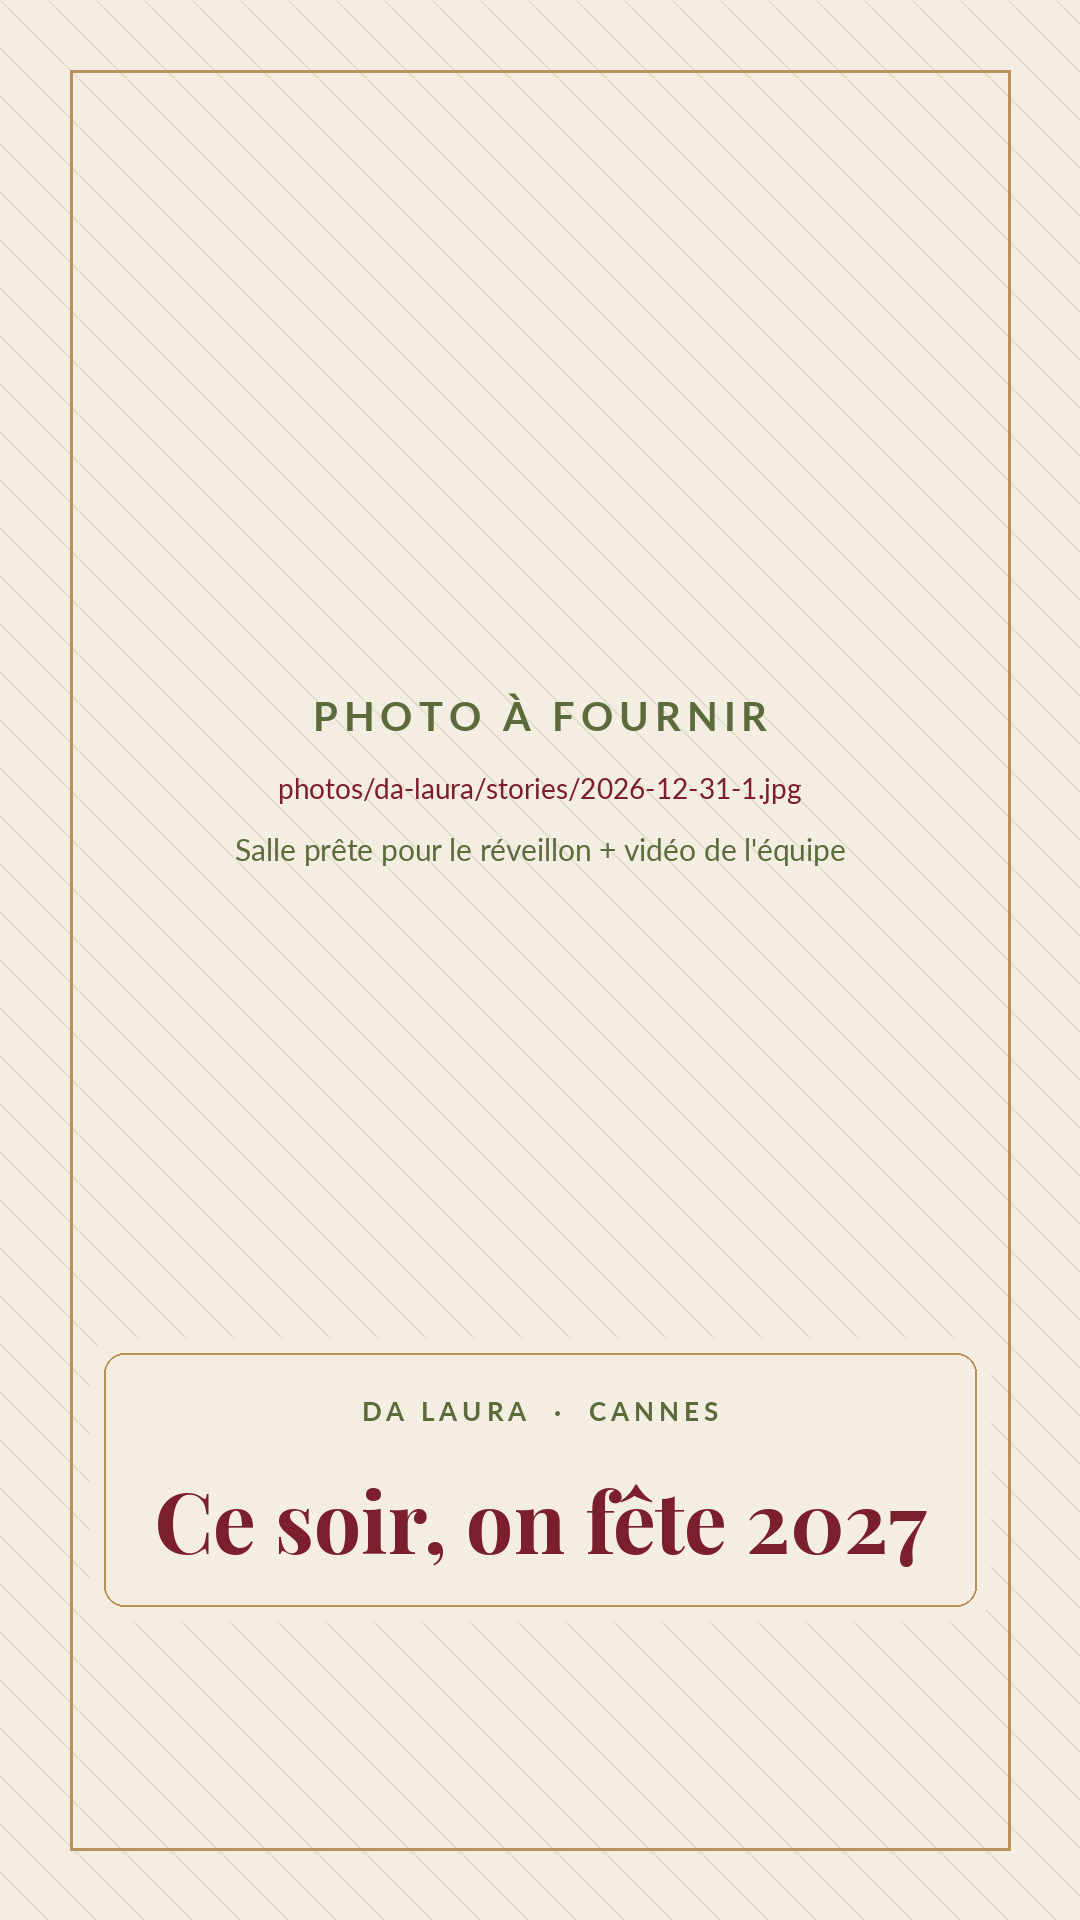 PHOTO À FOURNIR
photos/da-laura/stories/2026-12-31-1.jpg
Salle prête pour le réveillon + vidéo de l'équipe
DA LAURA · CANNES
Ce soir, on fête 2027